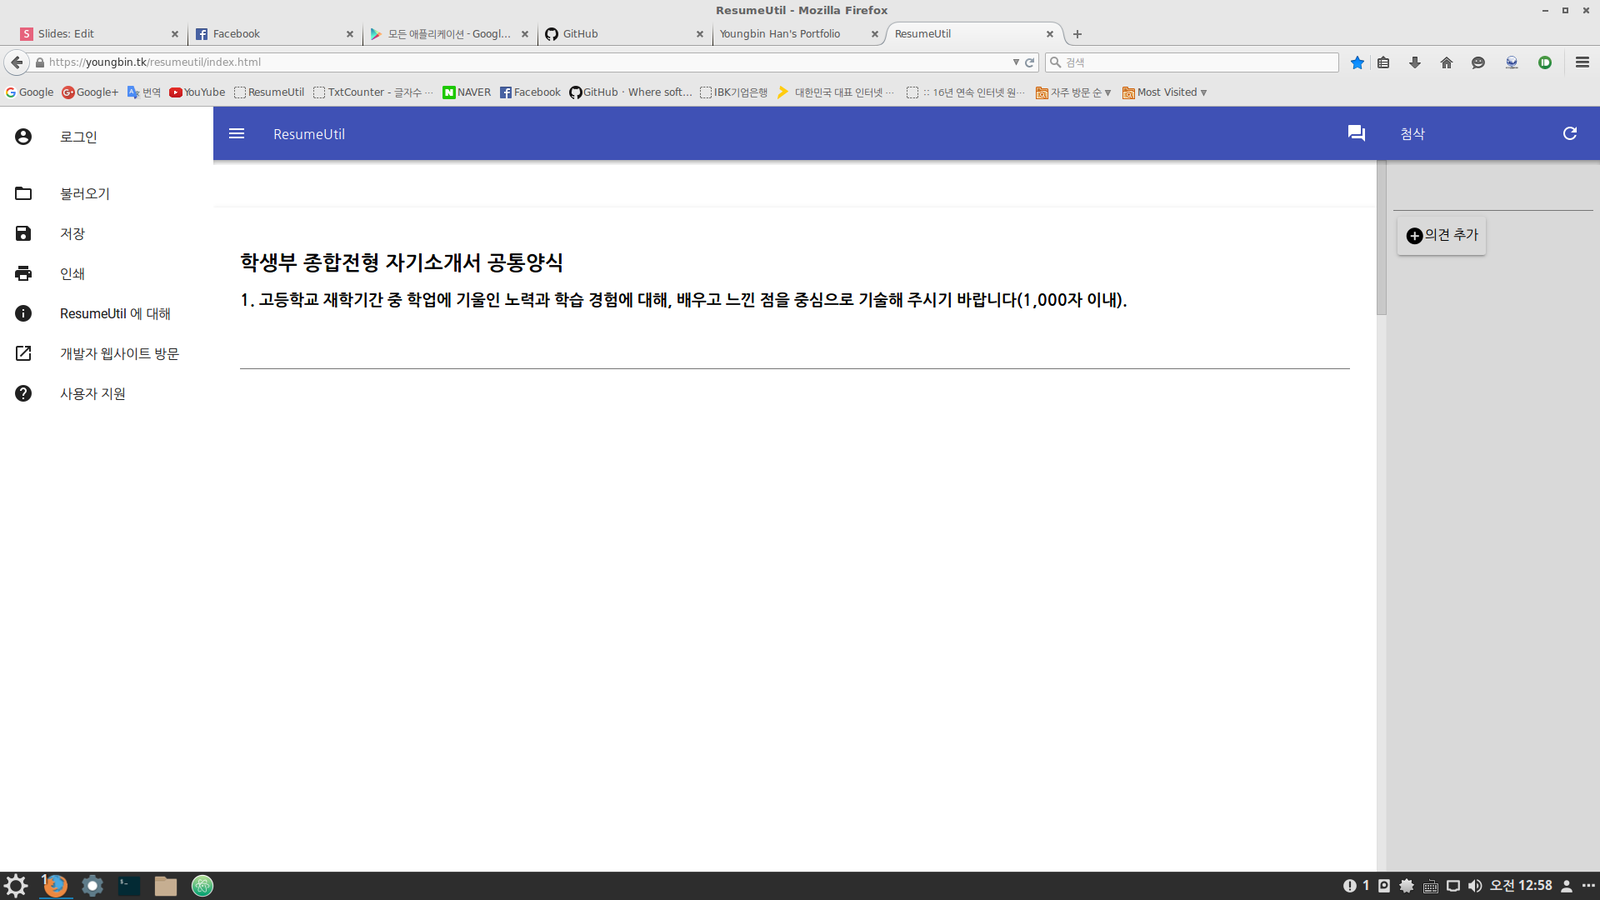 ResumeUtil - Mozilla Firefox
Slides: Edit
Facebook
모든 애플리케이션 - Googl...
GitHub
Youngbin Han's Portfolio
ResumeUtil
https://youngbin.tk/resumeutil/index.html
검색
Google
Google+
번역
YouTube
ResumeUtil
TxtCounter - 글자수 ...
NAVER
Facebook
GitHub · Where soft...
IBK기업은행
대한민국 대표 인터넷 ...
:: 16년 연속 인터넷 원...
자주 방문 순
Most Visited
로그인
ResumeUtil
첨삭
불러오기
저장
인쇄
ResumeUtil 에 대해
개발자 웹사이트 방문
사용자 지원
학생부 종합전형 자기소개서 공통양식
1. 고등학교 재학기간 중 학업에 기울인 노력과 학습 경험에 대해, 배우고 느낀 점을 중심으로 기술해 주시기 바랍니다(1,000자 이내).
의견 추가
1
1
오전 12:58